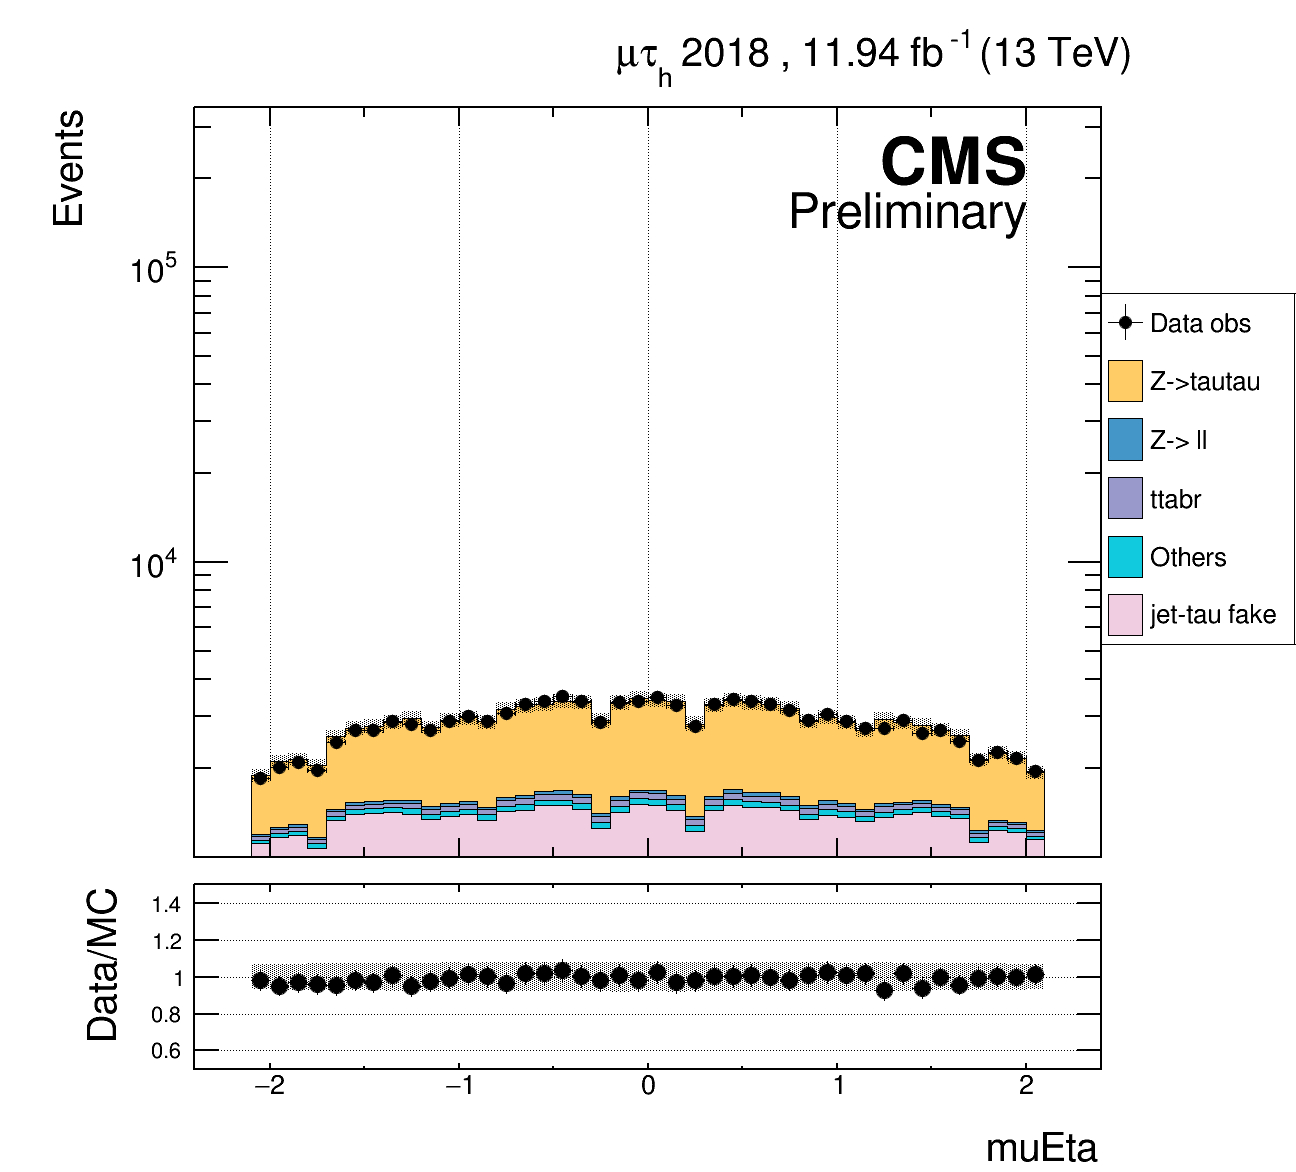 μτh 2018 , 11.94 fb-1 (13 TeV)
Events
CMS
Preliminary
10^5
10^4
Data obs
Z->tautau
Z-> ll
ttabr
Others
jet-tau fake
Data/MC
1.4
1.2
1
0.8
0.6
−2
−1
0
1
2
muEta